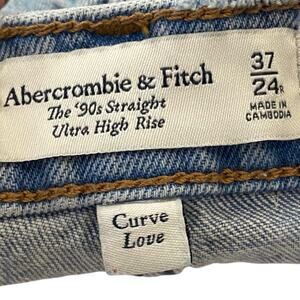 Abercrombie & Fitch
The '90s Straight
Ultra High Rise
37
24R
MADE IN
CAMBODIA
Curve
Love